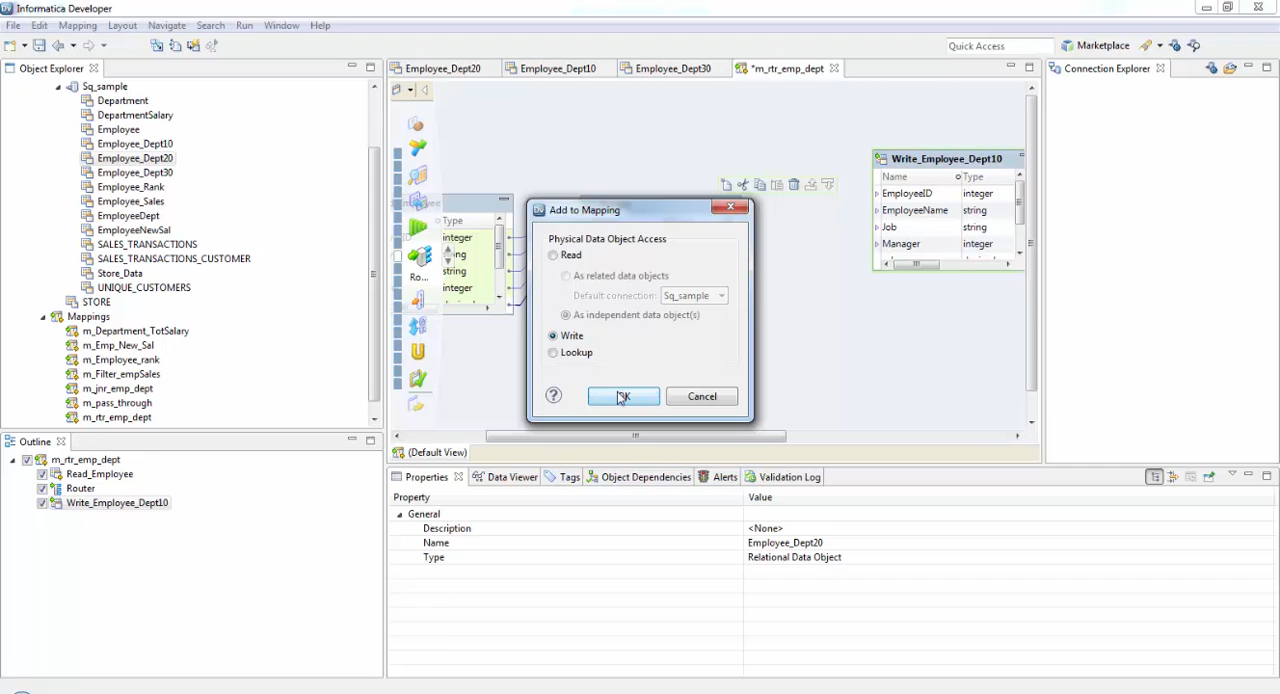 Informatica Developer
File Edit Mapping Layout Navigate Search Run Window Help
Quick Access
Marketplace
Object Explorer
Sq_sample
Department
DepartmentSalary
Employee
Employee_Dept10
Employee_Dept20
Employee_Dept30
Employee_Rank
Employee_Sales
EmployeeDept
EmployeeNewSal
SALES_TRANSACTIONS
SALES_TRANSACTIONS_CUSTOMER
Store_Data
UNIQUE_CUSTOMERS
STORE
Mappings
m_Department_TotSalary
m_Emp_New_Sal
m_Employee_rank
m_Filter_empSales
m_jnr_emp_dept
m_pass_through
m_rtr_emp_dept
Outline
m_rtr_emp_dept
Read_Employee
Router
Write_Employee_Dept10
Employee_Dept20 Employee_Dept10 Employee_Dept30 *m_rtr_emp_dept
Ro...
Type
integer
string
integer
Add to Mapping
Physical Data Object Access
Read
As related data objects
Default connection: Sq_sample
As independent data object(s)
Write
Lookup
OK
Cancel
Write_Employee_Dept10
Name Type
EmployeeID integer
EmployeeName string
Job string
Manager integer
(Default View)
Connection Explorer
Properties Data Viewer Tags Object Dependencies Alerts Validation Log
Property Value
General
Description <None>
Name Employee_Dept20
Type Relational Data Object